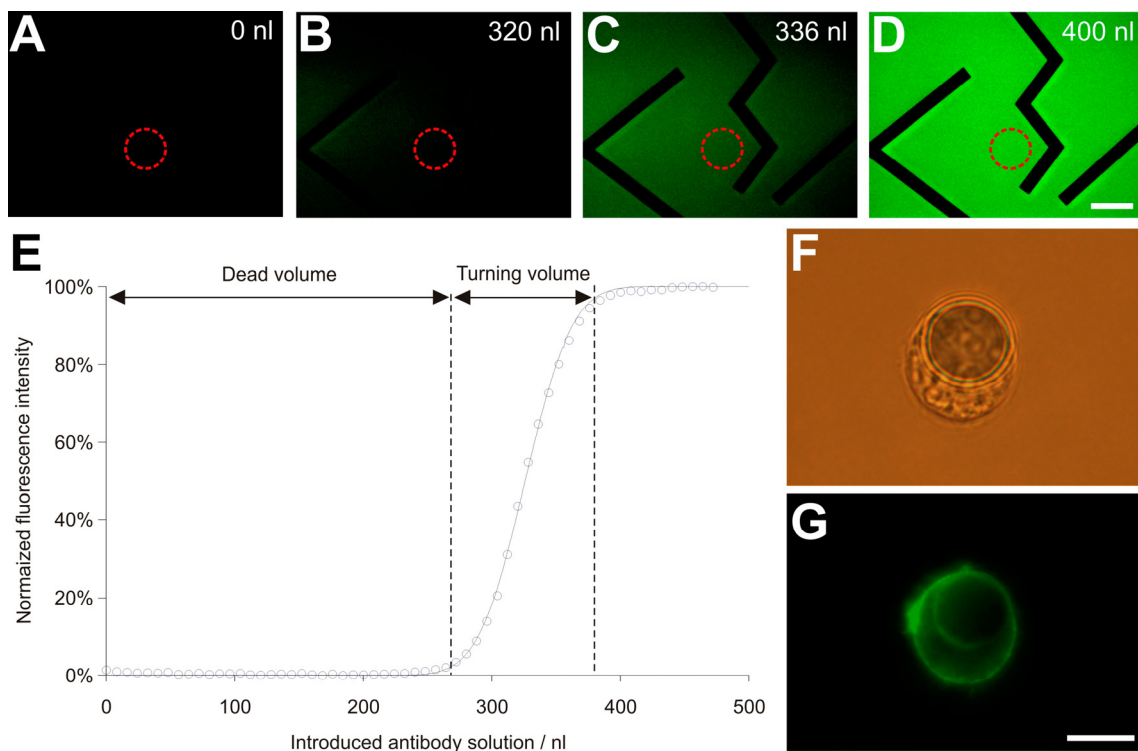 A
0 nl
B
320 nl
C
336 nl
D
400 nl
E
Dead volume
Turning volume
100%
80%
60%
40%
20%
0%
Normaized fluorescence intensity
0
100
200
300
400
500
Introduced antibody solution / nl
F
G